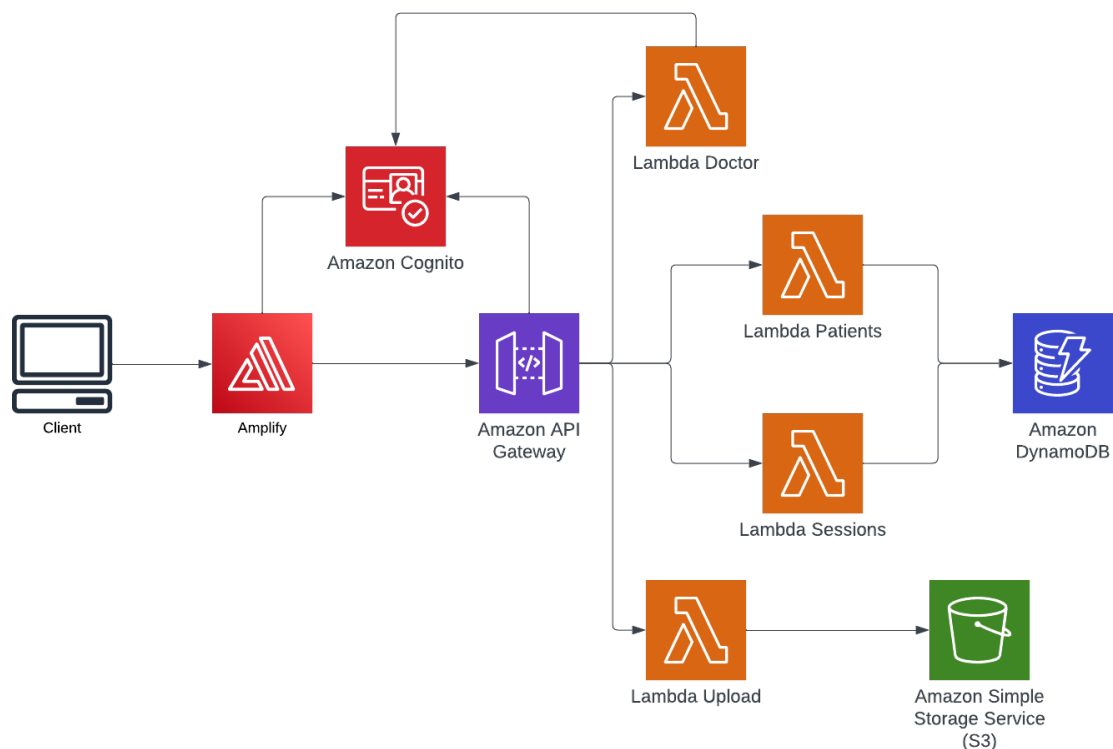 Lambda Doctor
Amazon Cognito
Lambda Patients
Client
Amplify
Amazon API
Gateway
Amazon
DynamoDB
Lambda Sessions
Lambda Upload
Amazon Simple
Storage Service
(S3)